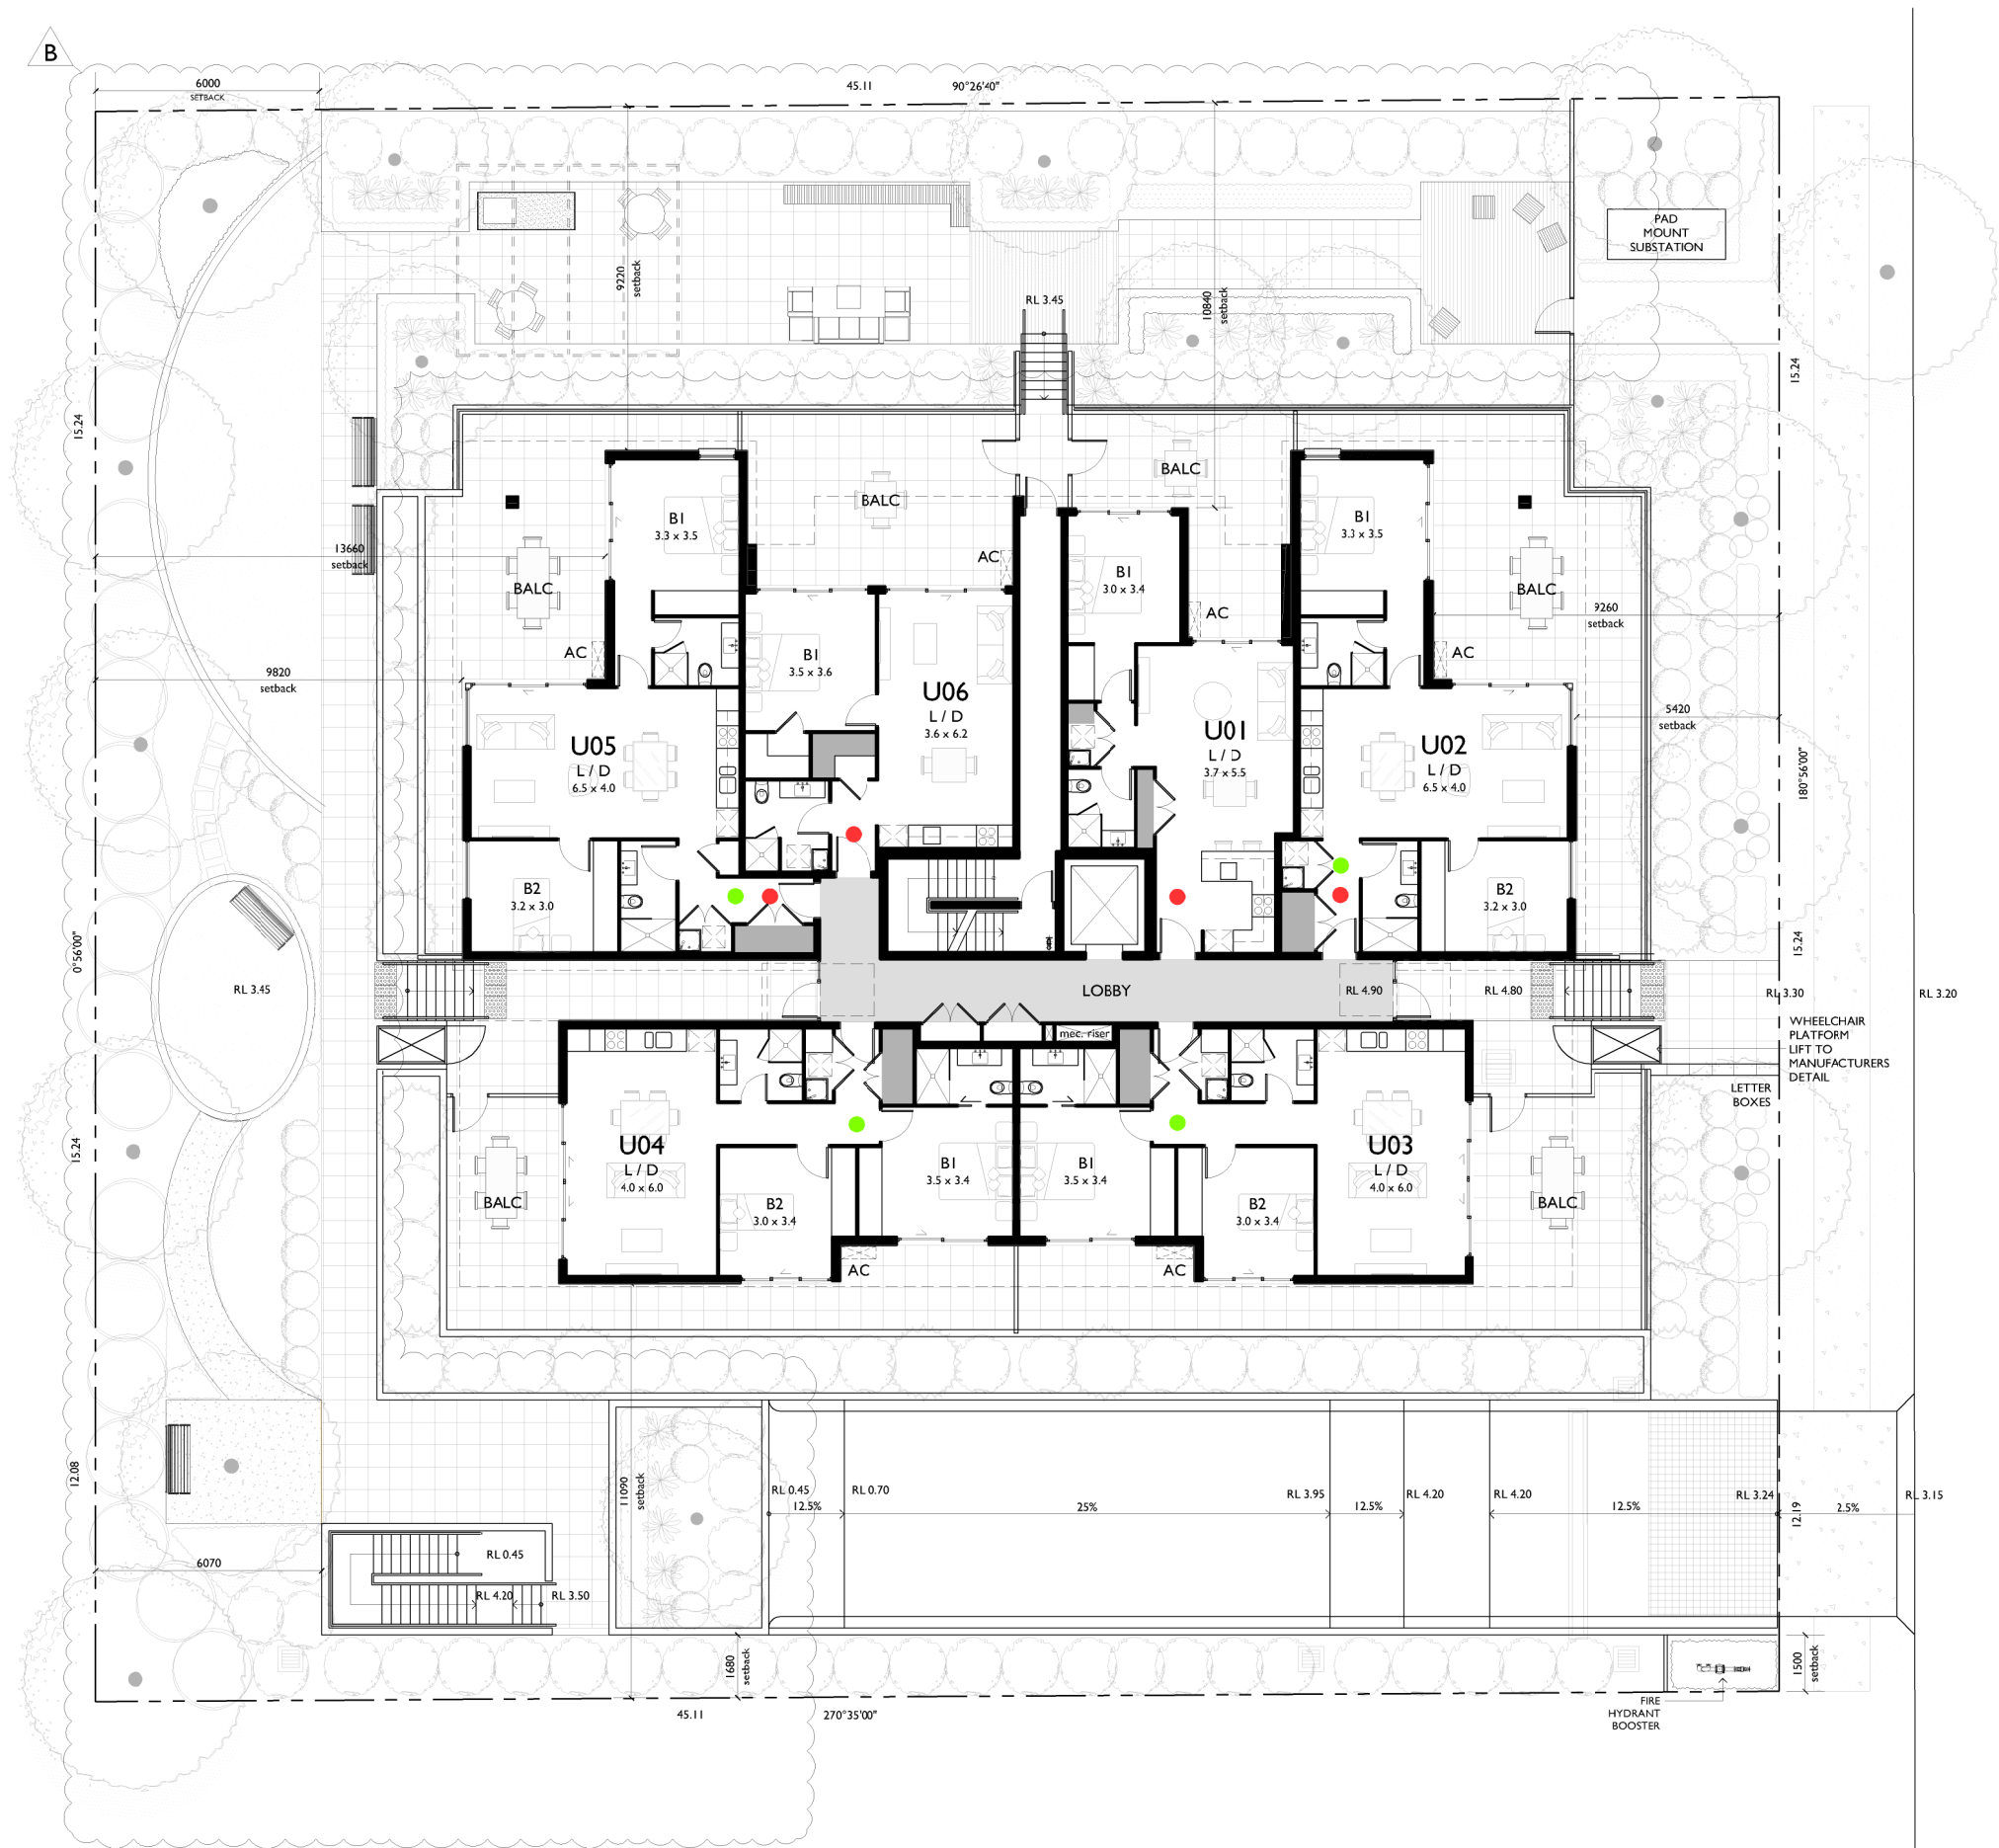 B
6000
SETBACK
45.11
90°26'40"
PAD
MOUNT
SUBSTATION
9220
setback
10840
setback
RL 3.45
15.24
15.24
BALC
BALC
B1
3.3 x 3.5
B1
3.3 x 3.5
13660
setback
AC
B1
3.0 x 3.4
BALC
BALC
AC
9260
setback
AC
AC
B1
3.5 x 3.6
9820
setback
U06
L / D
3.6 x 6.2
U01
L / D
3.7 x 5.5
5420
setback
U05
L / D
6.5 x 4.0
U02
L / D
6.5 x 4.0
180°56'00"
B2
3.2 x 3.0
B2
3.2 x 3.0
0°56'00"
15.24
RL 3.45
LOBBY
RL 4.90
RL 4.80
RL 3.30
RL 3.20
WHEELCHAIR
PLATFORM
LIFT TO
MANUFACTURERS
DETAIL
mec. riser
LETTER
BOXES
15.24
U04
L / D
4.0 x 6.0
U03
L / D
4.0 x 6.0
B1
3.5 x 3.4
B1
3.5 x 3.4
BALC
BALC
B2
3.0 x 3.4
B2
3.0 x 3.4
AC
AC
12.08
11090
setback
RL 0.45
12.5%
RL 0.70
25%
RL 3.95
12.5%
RL 4.20
RL 4.20
12.5%
RL 3.24
12.19
2.5%
RL 3.15
6070
RL 0.45
RL 4.20
RL 3.50
1680
setback
1500
setback
45.11
270°35'00"
FIRE
HYDRANT
BOOSTER